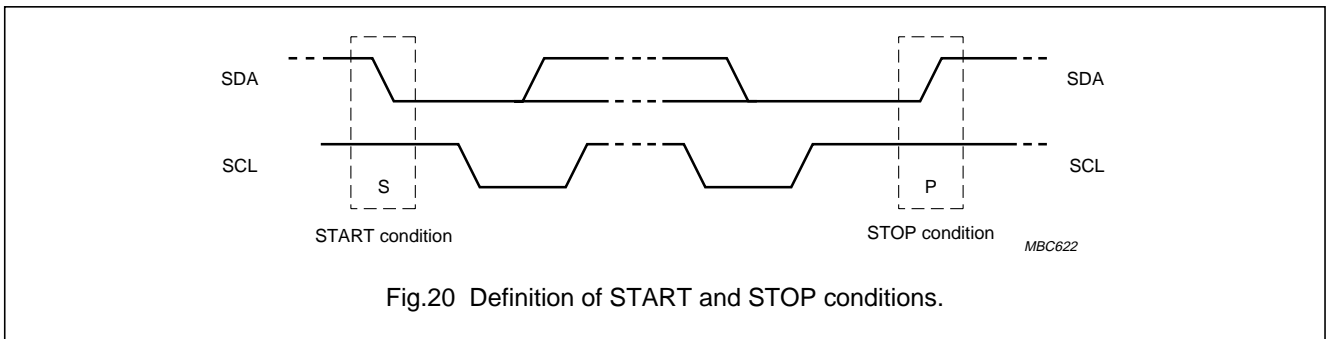 SDA SDA
SCL SCL
S P
START condition STOP condition
MBC622
Fig.20 Definition of START and STOP conditions.